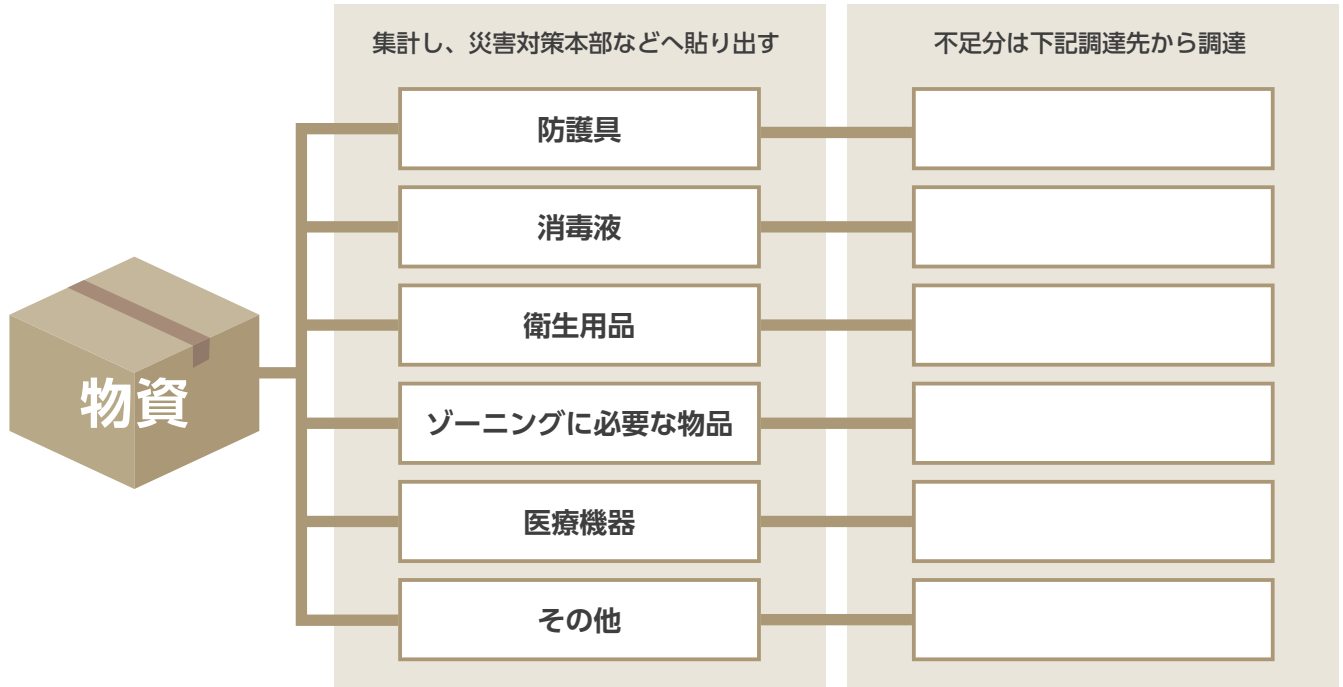 集計し、災害対策本部などへ貼り出す
不足分は下記調達先から調達
防護具
消毒液
衛生用品
物資
ゾーニングに必要な物品
医療機器
その他